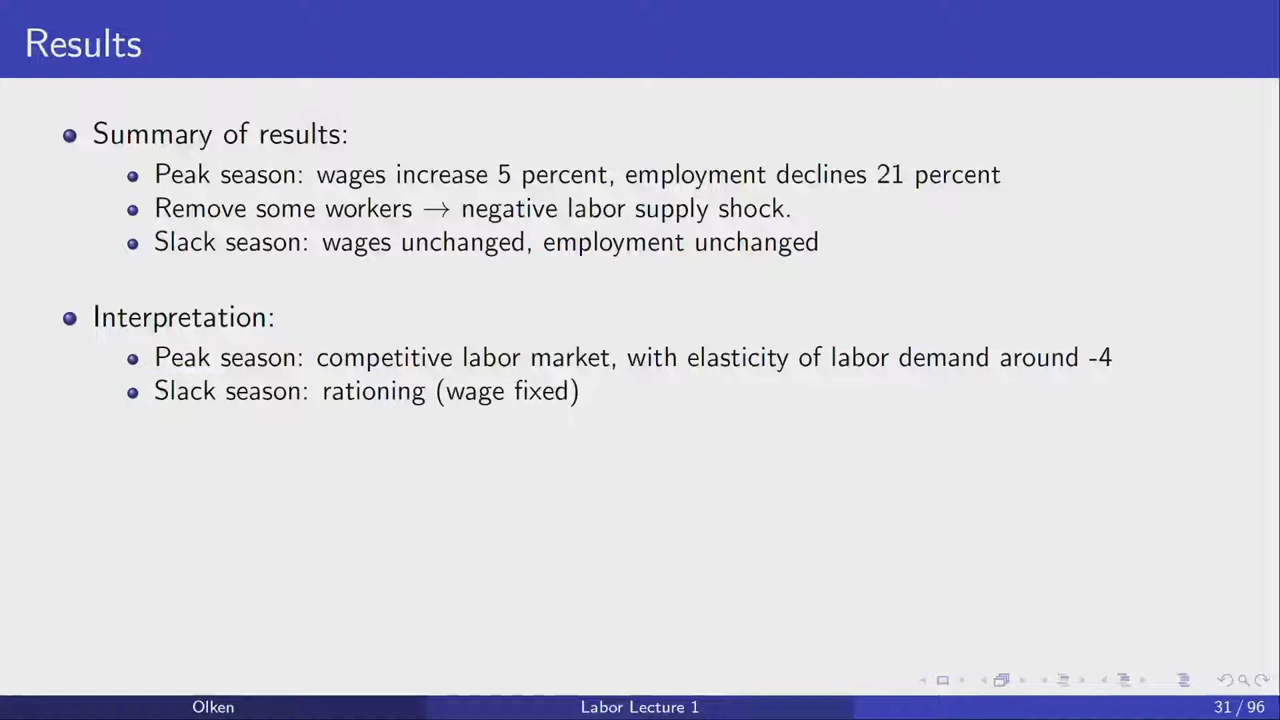 Results
Summary of results:
Peak season: wages increase 5 percent, employment declines 21 percent
Remove some workers → negative labor supply shock.
Slack season: wages unchanged, employment unchanged
Interpretation:
Peak season: competitive labor market, with elasticity of labor demand around -4
Slack season: rationing (wage fixed)
Olken
Labor Lecture 1
31 / 96